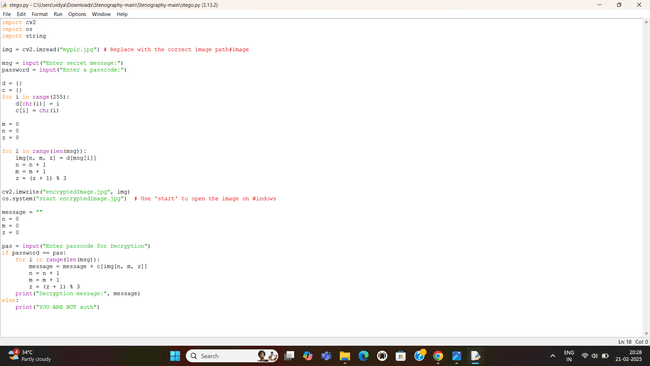 stego.py - C:\Users\vidya\Downloads\Stenography-main\Stenography-main\stego.py (3.13.2)
File Edit Format Run Options Window Help
import cv2
import os
import string
img = cv2.imread("mypic.jpg") # Replace with the correct image path#image
msg = input("Enter secret message:")
password = input("Enter a passcode:")
d = {}
c = {}
for i in range(255):
    d[chr(i)] = i
    c[i] = chr(i)
m = 0
n = 0
z = 0
for i in range(len(msg)):
    img[n, m, z] = d[msg[i]]
    n = n + 1
    m = m + 1
    z = (z + 1) % 3
cv2.imwrite("encryptedImage.jpg", img)
os.system("start encryptedImage.jpg")  # Use 'start' to open the image on Windows
message = ""
n = 0
m = 0
z = 0
pas = input("Enter passcode for Decryption")
if password == pas:
    for i in range(len(msg)):
        message = message + c[img[n, m, z]]
        n = n + 1
        m = m + 1
        z = (z + 1) % 3
    print("Decryption message:", message)
else:
    print("YOU ARE NOT auth")
Ln: 18 Col: 0
34°C
Partly cloudy
Search
ENG
IN
20:28
21-02-2025